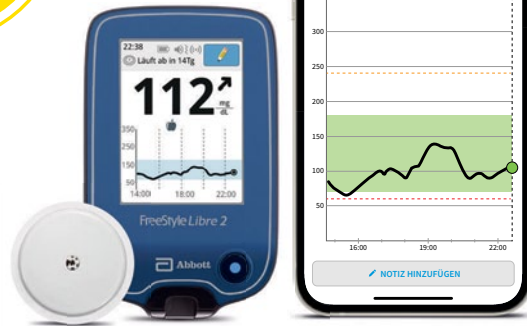 22:38
Läuft ab in 14Tg
112
mg
dL
350
250
150
50
14:00 18:00 22:00
FreeStyle Libre 2
Abbott
300
250
200
150
100
50
16:00 19:00 22:00
NOTIZ HINZUFÜGEN